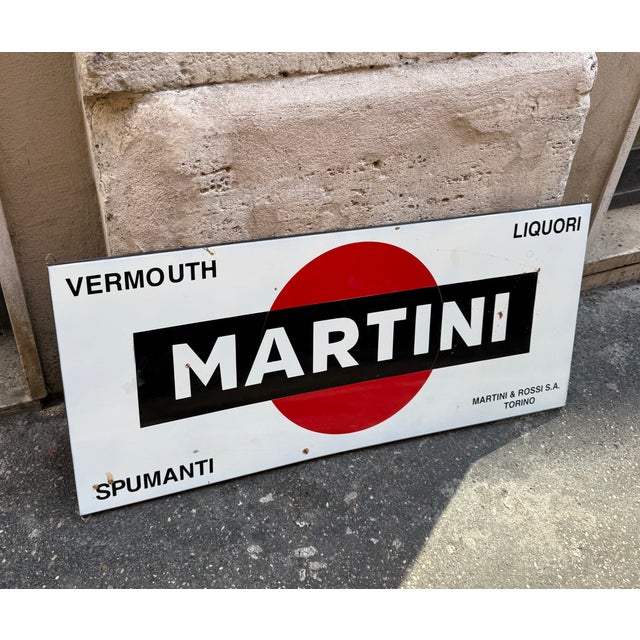 VERMOUTH
LIQUORI
MARTINI
MARTINI & ROSSI S.A.
TORINO
SPUMANTI